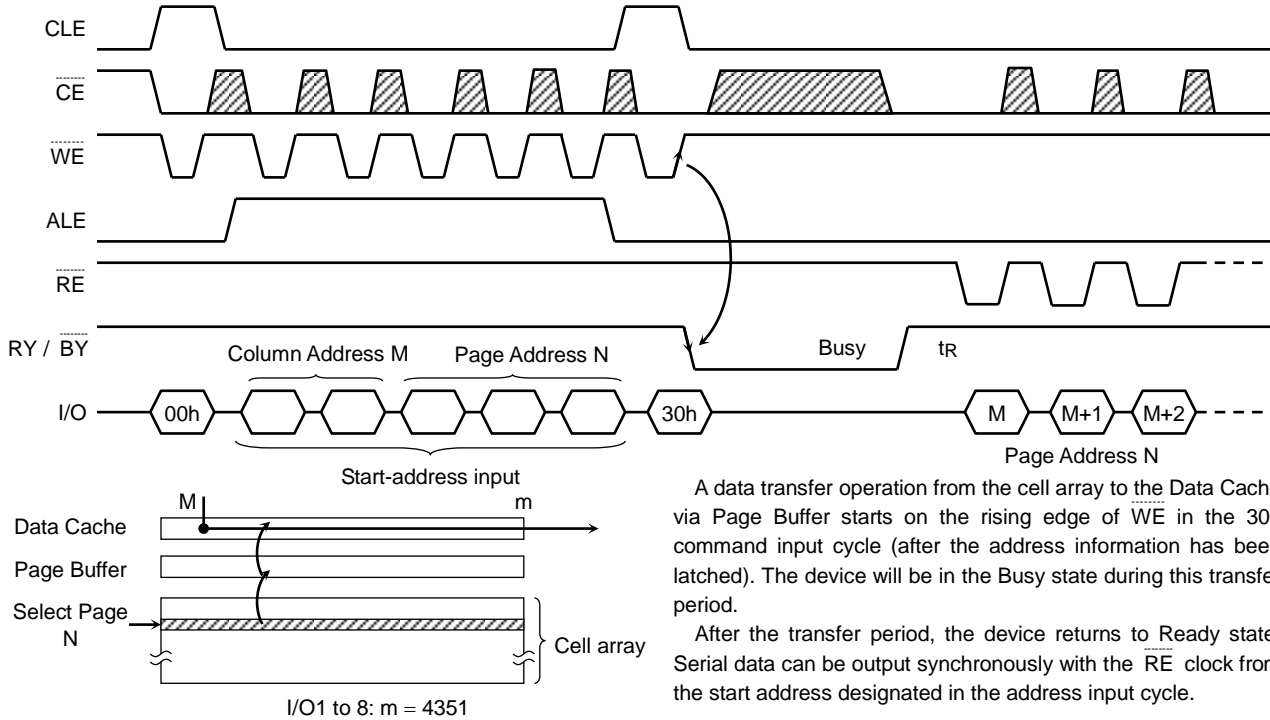 CLE
CE
WE
ALE
RE
RY / BY
Busy
tR
Column Address M
Page Address N
I/O
00h
30h
M
M+1
M+2
Start-address input
Page Address N
M
m
Data Cache
Page Buffer
Select Page
N
Cell array
I/O1 to 8: m = 4351
A data transfer operation from the cell array to the Data Cach
via Page Buffer starts on the rising edge of WE in the 30
command input cycle (after the address information has bee
latched). The device will be in the Busy state during this transfe
period.
After the transfer period, the device returns to Ready state
Serial data can be output synchronously with the RE clock from
the start address designated in the address input cycle.